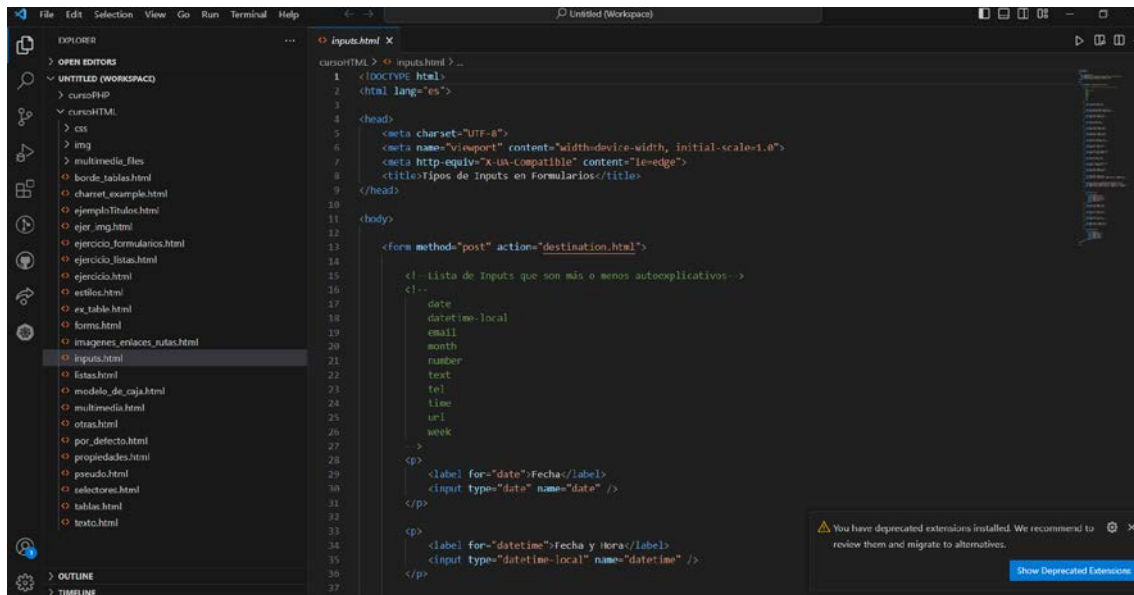 File Edit Selection View Go Run Terminal Help
Untitled (Workspace)
EXPLORER
OPEN EDITORS
UNTITLED (WORKSPACE)
cursoPHP
cursoHTML
css
img
multimedia_files
borde_tablas.html
charset_example.html
ejemploTitulos.html
ejer_img.html
ejercicio_formularios.html
ejercicio_listas.html
ejercicio.html
estilos.html
ex_table.html
forms.html
imagenes_enlaces_rutas.html
inputs.html
listas.html
modelo_de_caja.html
multimedia.html
otras.html
por_defecto.html
propiedades.html
pseudo.html
selectores.html
tablas.html
texto.html
OUTLINE
TIMELINE
inputs.html
cursoHTML > inputs.html > ...
1 <!DOCTYPE html>
2 <html lang="es">
3
4 <head>
5 <meta charset="UTF-8">
6 <meta name="viewport" content="width=device-width, initial-scale=1.0">
7 <meta http-equiv="X-UA-Compatible" content="ie=edge">
8 <title>Tipos de Inputs en Formularios</title>
9 </head>
10
11 <body>
12
13 <form method="post" action="destination.html">
14
15 <!--Lista de Inputs que son más o menos autoexplicativos-->
16 <!--
17 date
18 datetime-local
19 email
20 month
21 number
22 text
23 tel
24 time
25 url
26 week
27 -->
28 <p>
29 <label for="date">Fecha</label>
30 <input type="date" name="date" />
31 </p>
32
33 <p>
34 <label for="datetime">Fecha y Hora</label>
35 <input type="datetime-local" name="datetime" />
36 </p>
37
You have deprecated extensions installed. We recommend to
review them and migrate to alternatives.
Show Deprecated Extensions
1